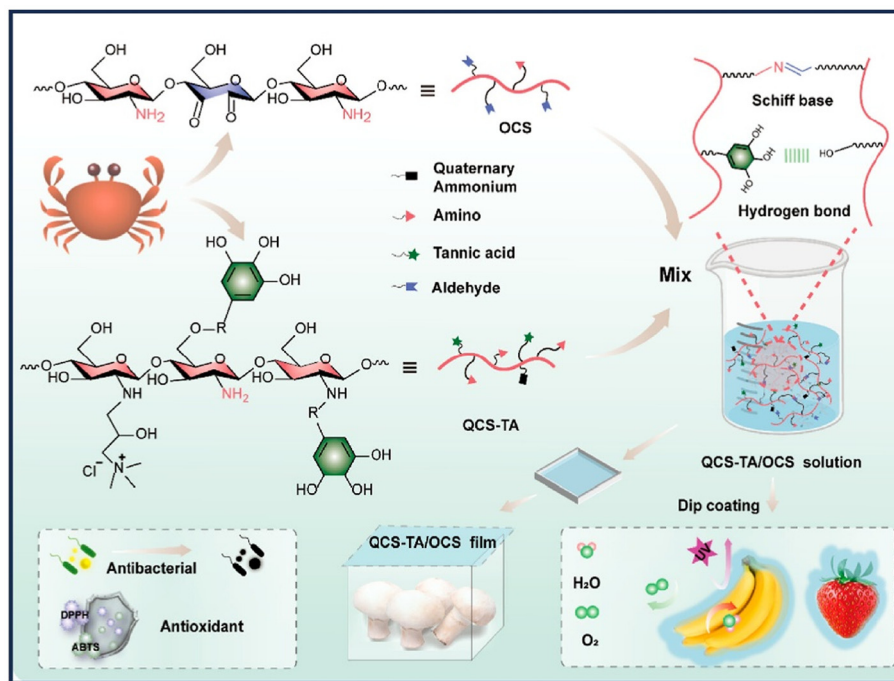 OH
OH
OH
HO
NH2
O
O
HO
NH2
≡
OCS
N
Schiff base
OH
OH
OH
HO
Hydrogen bond
Quaternary
Ammonium
Amino
Tannic acid
Aldehyde
Mix
HO
OH
OH
R
OH
OH
HO
NH
HO
NH2
HO
NH
≡
QCS-TA
OH
Cl⁻
N⁺
R
OH
HO
OH
QCS-TA/OCS solution
Dip coating
Antibacterial
DPPH
ABTS
Antioxidant
QCS-TA/OCS film
H₂O
O₂
UV